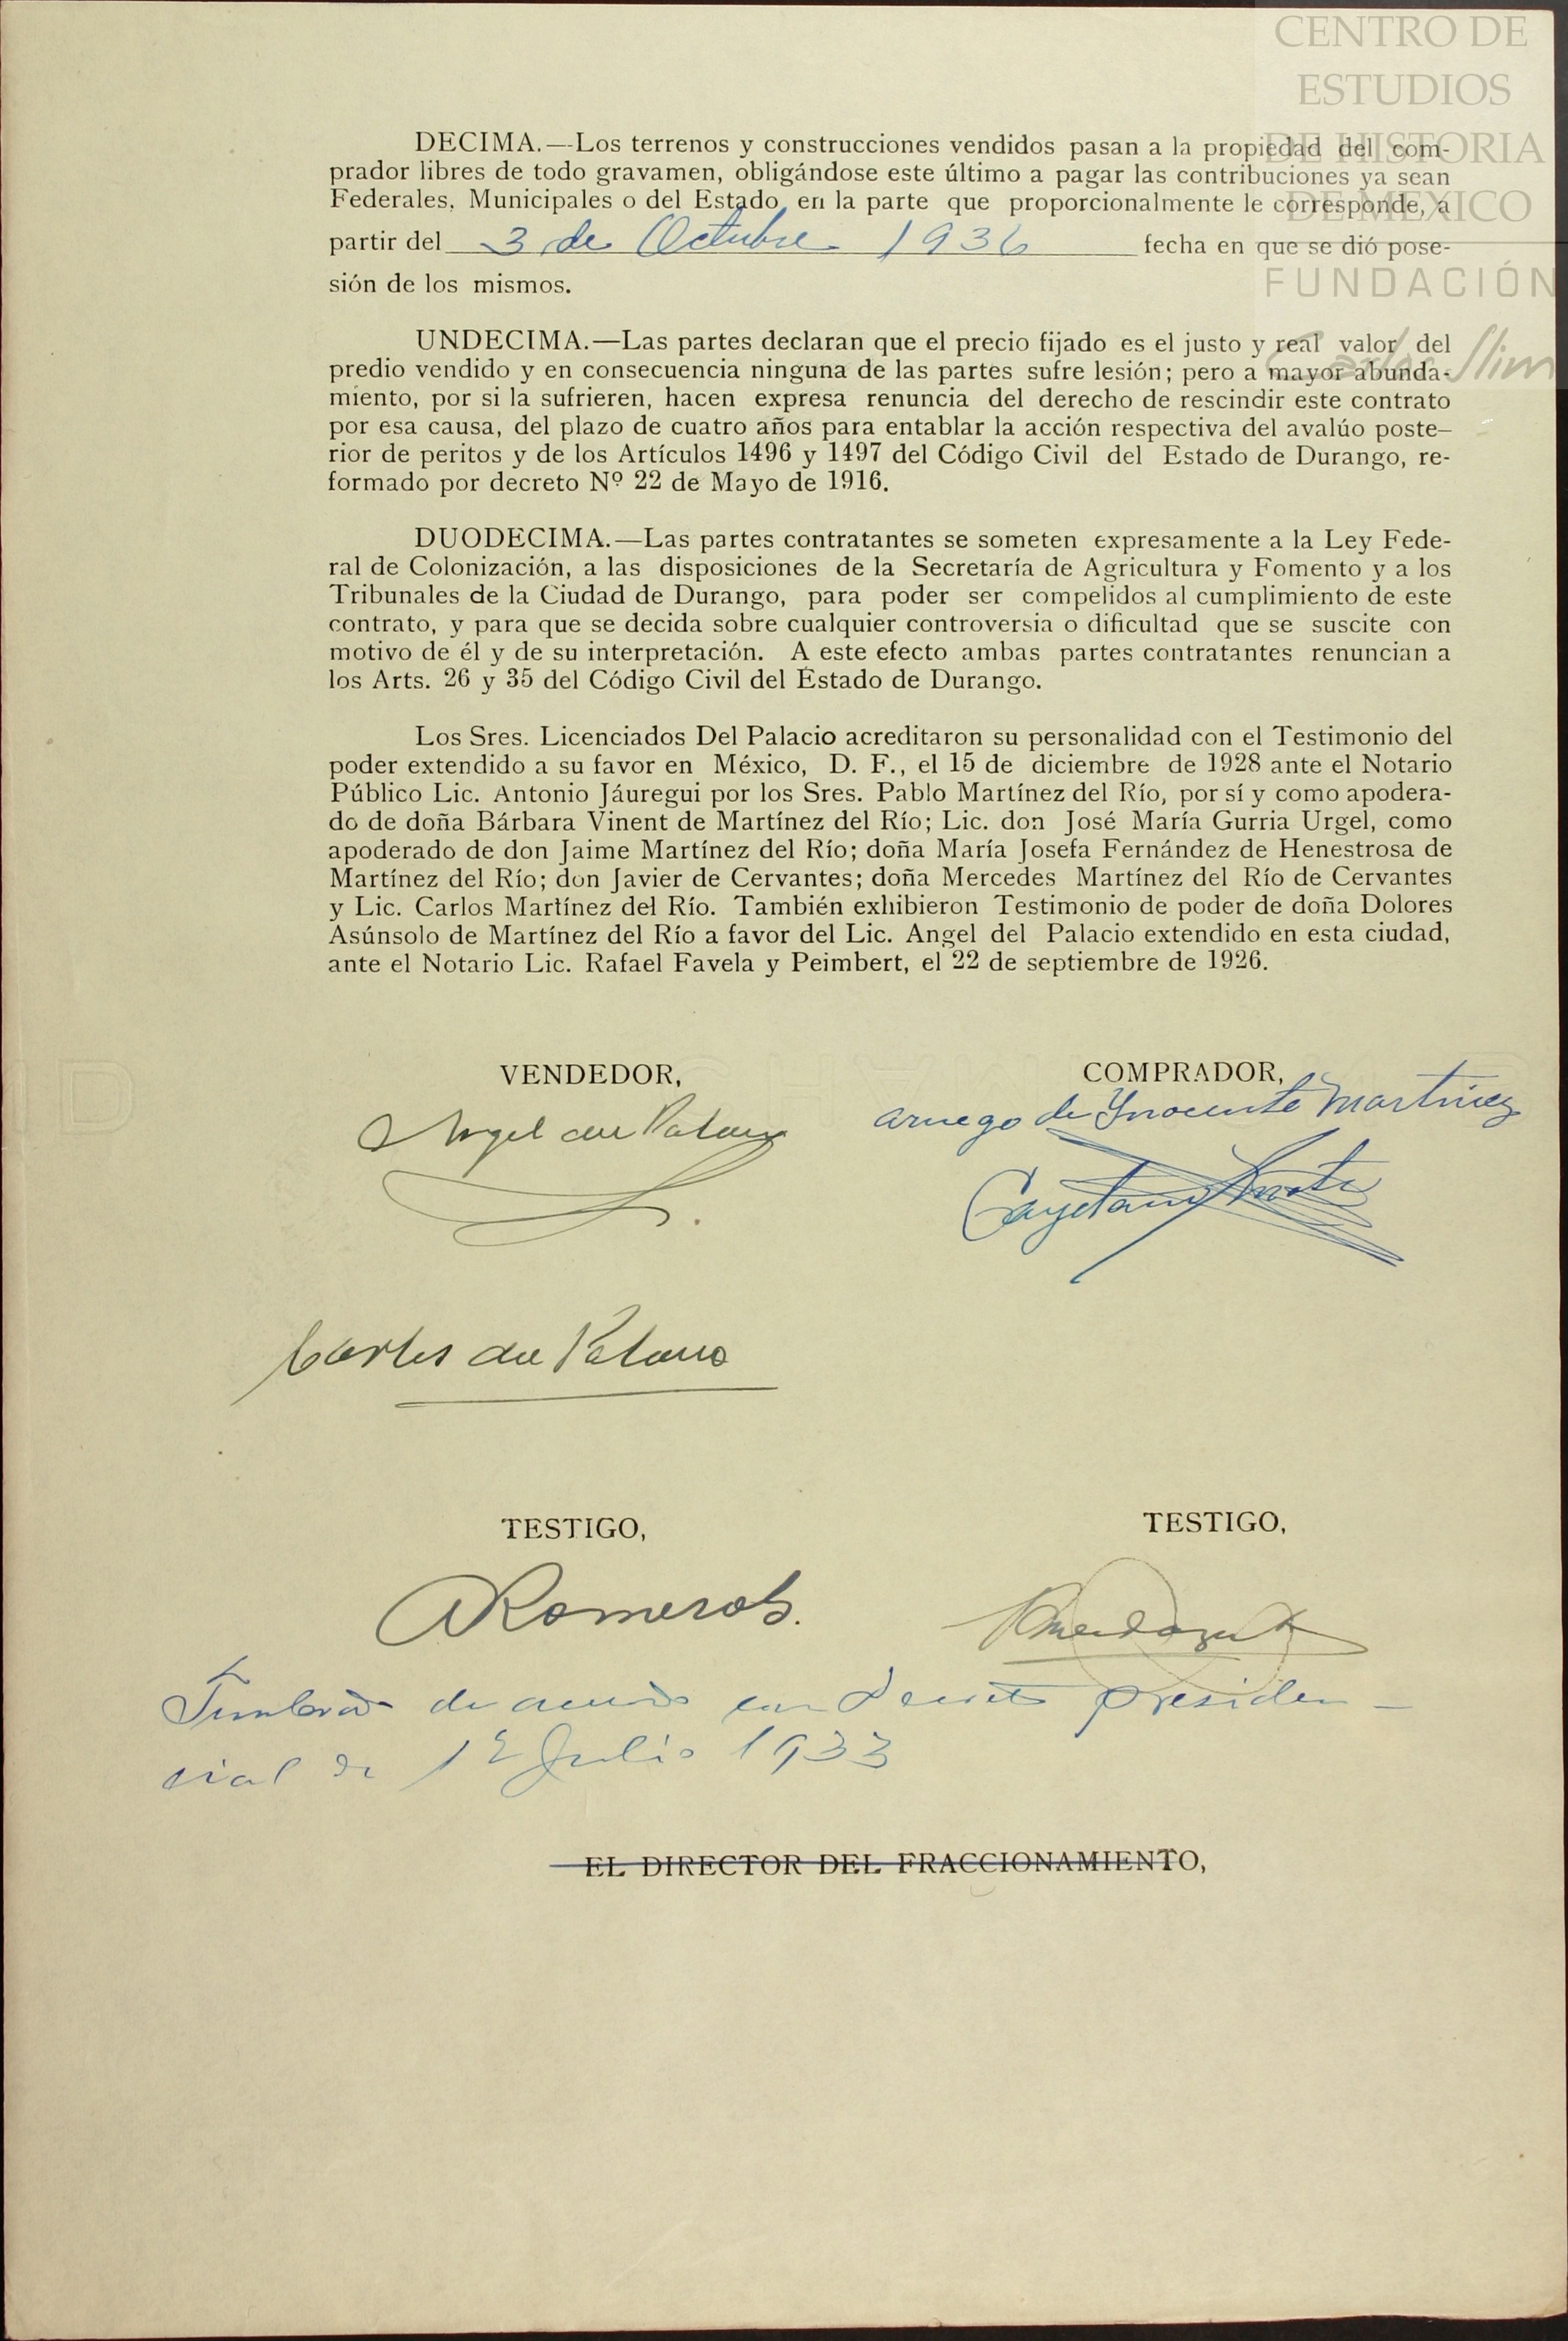 CENTRO DE
ESTUDIOS
DE HISTORIA
DE MÉXICO
FUNDACIÓN
Carlos Slim
DECIMA.—Los terrenos y construcciones vendidos pasan a la propiedad del com-
prador libres de todo gravamen, obligándose este último a pagar las contribuciones ya sean
Federales, Municipales o del Estado, en la parte que proporcionalmente le corresponde, a
partir del 3 de Octubre 1936 fecha en que se dió pose-
sión de los mismos.
UNDECIMA.—Las partes declaran que el precio fijado es el justo y real valor del
predio vendido y en consecuencia ninguna de las partes sufre lesión; pero a mayor abunda-
miento, por si la sufrieren, hacen expresa renuncia del derecho de rescindir este contrato
por esa causa, del plazo de cuatro años para entablar la acción respectiva del avalúo poste-
rior de peritos y de los Artículos 1496 y 1497 del Código Civil del Estado de Durango, re-
formado por decreto Nº 22 de Mayo de 1916.
DUODECIMA.—Las partes contratantes se someten expresamente a la Ley Fede-
ral de Colonización, a las disposiciones de la Secretaría de Agricultura y Fomento y a los
Tribunales de la Ciudad de Durango, para poder ser compelidos al cumplimiento de este
contrato, y para que se decida sobre cualquier controversia o dificultad que se suscite con
motivo de él y de su interpretación. A este efecto ambas partes contratantes renuncian a
los Arts. 26 y 35 del Código Civil del Estado de Durango.
Los Sres. Licenciados Del Palacio acreditaron su personalidad con el Testimonio del
poder extendido a su favor en México, D. F., el 15 de diciembre de 1928 ante el Notario
Público Lic. Antonio Jáuregui por los Sres. Pablo Martínez del Río, por sí y como apodera-
do de doña Bárbara Vinent de Martínez del Río; Lic. don José María Gurria Urgel, como
apoderado de don Jaime Martínez del Río; doña María Josefa Fernández de Henestrosa de
Martínez del Río; don Javier de Cervantes; doña Mercedes Martínez del Río de Cervantes
y Lic. Carlos Martínez del Río. También exhibieron Testimonio de poder de doña Dolores
Asúnsolo de Martínez del Río a favor del Lic. Angel del Palacio extendido en esta ciudad,
ante el Notario Lic. Rafael Favela y Peimbert, el 22 de septiembre de 1926.
VENDEDOR, COMPRADOR,
Angel del Palacio aruego de Ynocente Martinez
Cayetano
Carlos del Palacio
TESTIGO, TESTIGO,
Romero
Timbrado de acuerdo con Decreto presiden-
cial de 1º Julio 1933
EL DIRECTOR DEL FRACCIONAMIENTO,